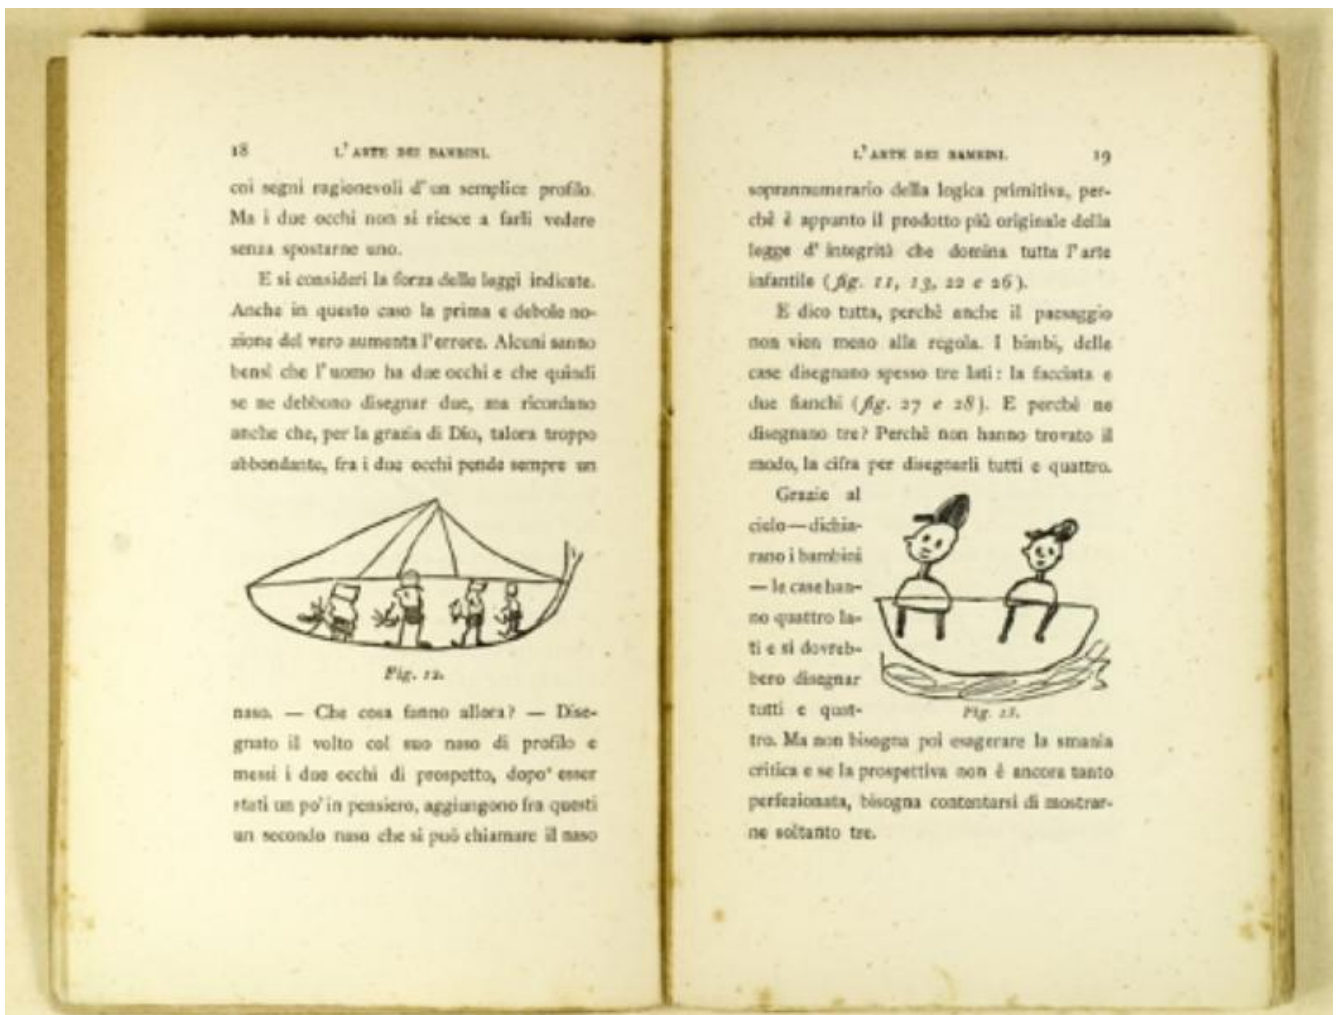 18 L' ARTE DEI BAMBINI.
coi segni ragionevoli d' un semplice profilo.
Ma i due occhi non si riesce a farli vedere
senza spostarne uno.
E si consideri la forza delle leggi indicate.
Anche in questo caso la prima e debole no-
zione del vero aumenta l'errore. Alcuni sanno
bensì che l' uomo ha due occhi e che quindi
se ne debbono disegnar due, ma ricordano
anche che, per la grazia di Dio, talora troppo
abbondante, fra i due occhi pende sempre un
Fig. 12.
naso. — Che cosa fanno allora? — Dise-
gnato il volto col suo naso di profilo e
messi i due occhi di prospetto, dopo' esser
stati un po' in pensiero, aggiungono fra questi
un secondo naso che si può chiamare il naso
L' ARTE DEI BAMBINI. 19
soprannumerario della logica primitiva, per-
chè è appunto il prodotto più originale della
legge d' integrità che domina tutta l' arte
infantile (fig. 11, 13, 22 e 26).
E dico tutta, perchè anche il paesaggio
non vien meno alla regola. I bimbi, delle
case disegnano spesso tre lati: la facciata e
due fianchi (fig. 27 e 28). E perchè ne
disegnano tre? Perchè non hanno trovato il
modo, la cifra per disegnarli tutti e quattro.
Grazie al
cielo — dichia-
rano i bambini
— le case han-
no quattro la-
ti e si dovreb-
bero disegnar
tutti e quat-
Fig. 13.
tro. Ma non bisogna poi esagerare la smania
critica e se la prospettiva non è ancora tanto
perfezionata, bisogna contentarsi di mostrar-
ne soltanto tre.